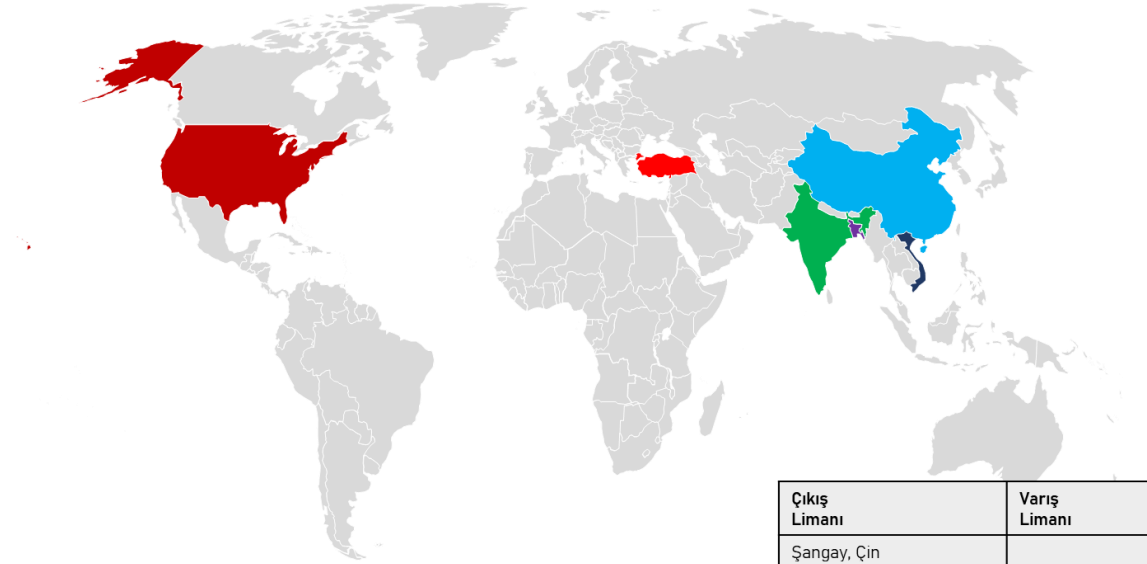 Çıkış
Limanı
Varış
Limanı
Şangay, Çin